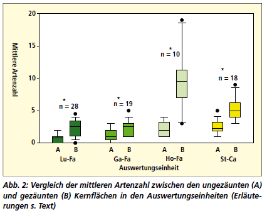 Mittlere Artenzahl
20
15
10
5
0
*
n = 28
*
n = 19
*
n = 10
*
n = 18
A B A B A B A B
Lu-Fa Ga-Fa Ho-Fa St-Ca
Auswertungseinheit
Abb. 2: Vergleich der mittleren Artenzahl zwischen den ungezäunten (A)
und gezäunten (B) Kernflächen in den Auswertungseinheiten (Erläute-
rungen s. Text)